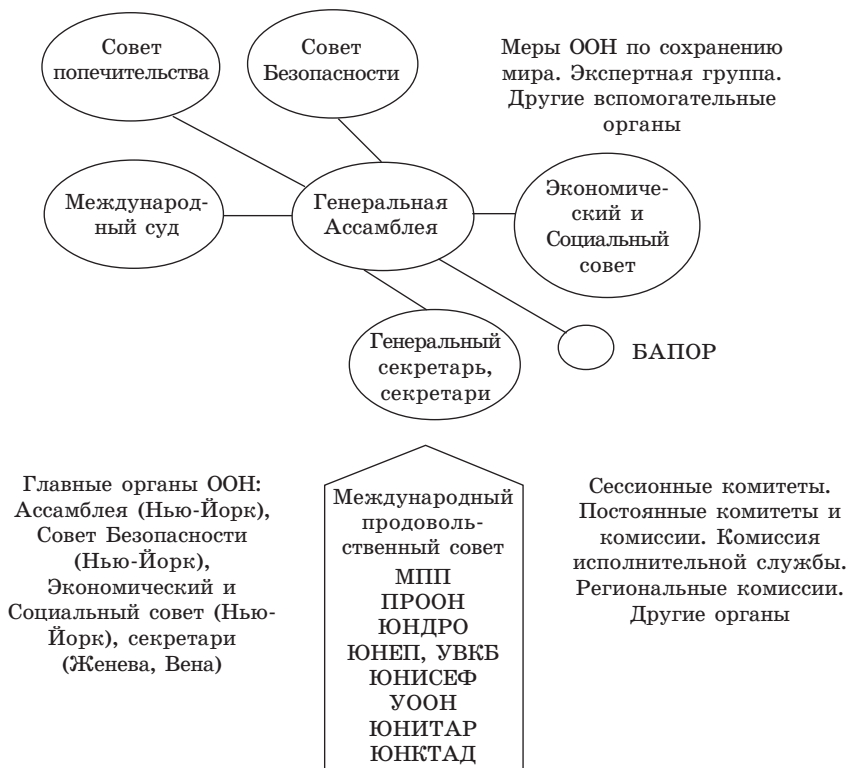 Совет
попечительства
Совет
Безопасности
Меры ООН по сохранению
мира. Экспертная группа.
Другие вспомогательные
органы
Международ-
ный суд
Генеральная
Ассамблея
Экономиче-
ский и
Социальный
совет
Генеральный
секретарь,
секретари
БАПОР
Главные органы ООН:
Ассамблея (Нью-Йорк),
Совет Безопасности
(Нью-Йорк),
Экономический и
Социальный совет (Нью-
Йорк), секретари
(Женева, Вена)
Международный
продоволь-
ственный совет
МПП
ПРООН
ЮНДРО
ЮНЕП, УВКБ
ЮНИСЕФ
УООН
ЮНИТАР
ЮНКТАД
Сессионные комитеты.
Постоянные комитеты и
комиссии. Комиссия
исполнительной службы.
Региональные комиссии.
Другие органы